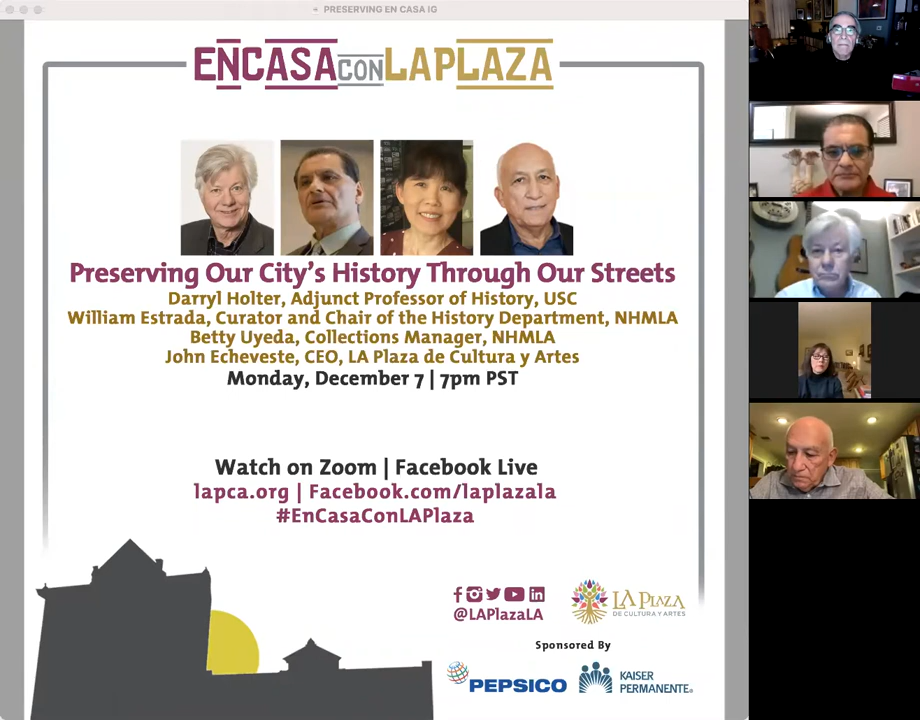 PRESERVING EN CASA IG
ENCASACONLAPLAZA
Preserving Our City's History Through Our Streets
Darryl Holter, Adjunct Professor of History, USC
William Estrada, Curator and Chair of the History Department, NHMLA
Betty Uyeda, Collections Manager, NHMLA
John Echeveste, CEO, LA Plaza de Cultura y Artes
Monday, December 7 | 7pm PST
Watch on Zoom | Facebook Live
lapca.org | Facebook.com/laplazala
#EnCasaConLAPlaza
@LAPlazaLA
LA PLAZA
DE CULTURA Y ARTES
Sponsored By
PEPSICO
KAISER
PERMANENTE®